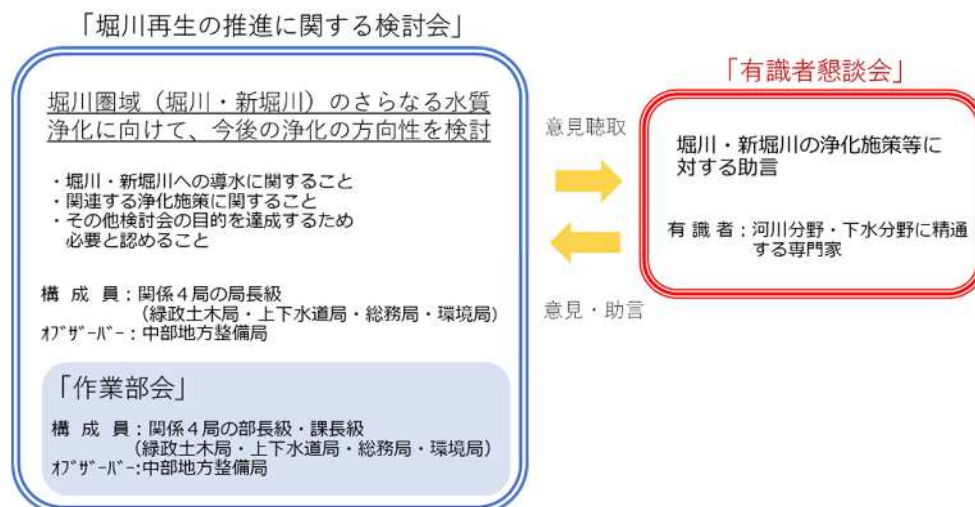 「堀川再生の推進に関する検討会」
堀川圏域（堀川・新堀川）のさらなる水質
浄化に向けて、今後の浄化の方向性を検討
・堀川・新堀川への導水に関すること
・関連する浄化施策に関すること
・その他検討会の目的を達成するため
必要と認めること
構 成 員：関係４局の局長級
（緑政土木局・上下水道局・総務局・環境局）
ｵﾌﾞｻﾞｰﾊﾞｰ：中部地方整備局
「作業部会」
構 成 員：関係４局の部長級・課長級
（緑政土木局・上下水道局・総務局・環境局）
ｵﾌﾞｻﾞｰﾊﾞｰ:中部地方整備局
意見聴取
意見・助言
「有識者懇談会」
堀川・新堀川の浄化施策等に
対する助言
有 識 者：河川分野・下水分野に精通
する専門家